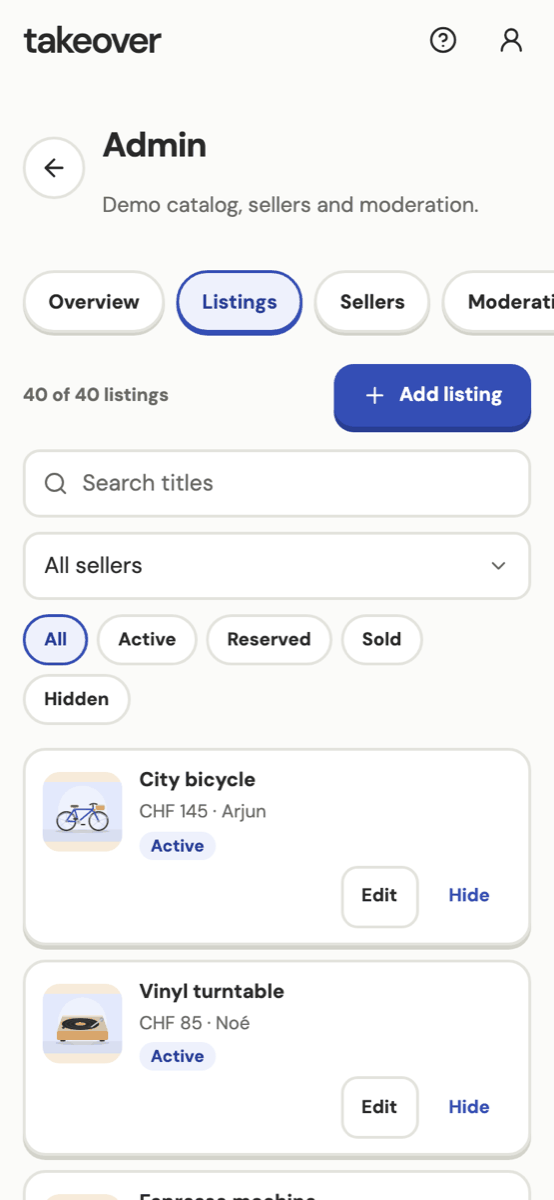 takeover
Admin
Demo catalog, sellers and moderation.
Overview Listings Sellers
40 of 40 listings + Add listing
Search titles
All sellers
All Active Reserved Sold
Hidden
City bicycle
CHF 145 · Arjun
Active
Edit Hide
Vinyl turntable
CHF 85 · Noé
Active
Edit Hide